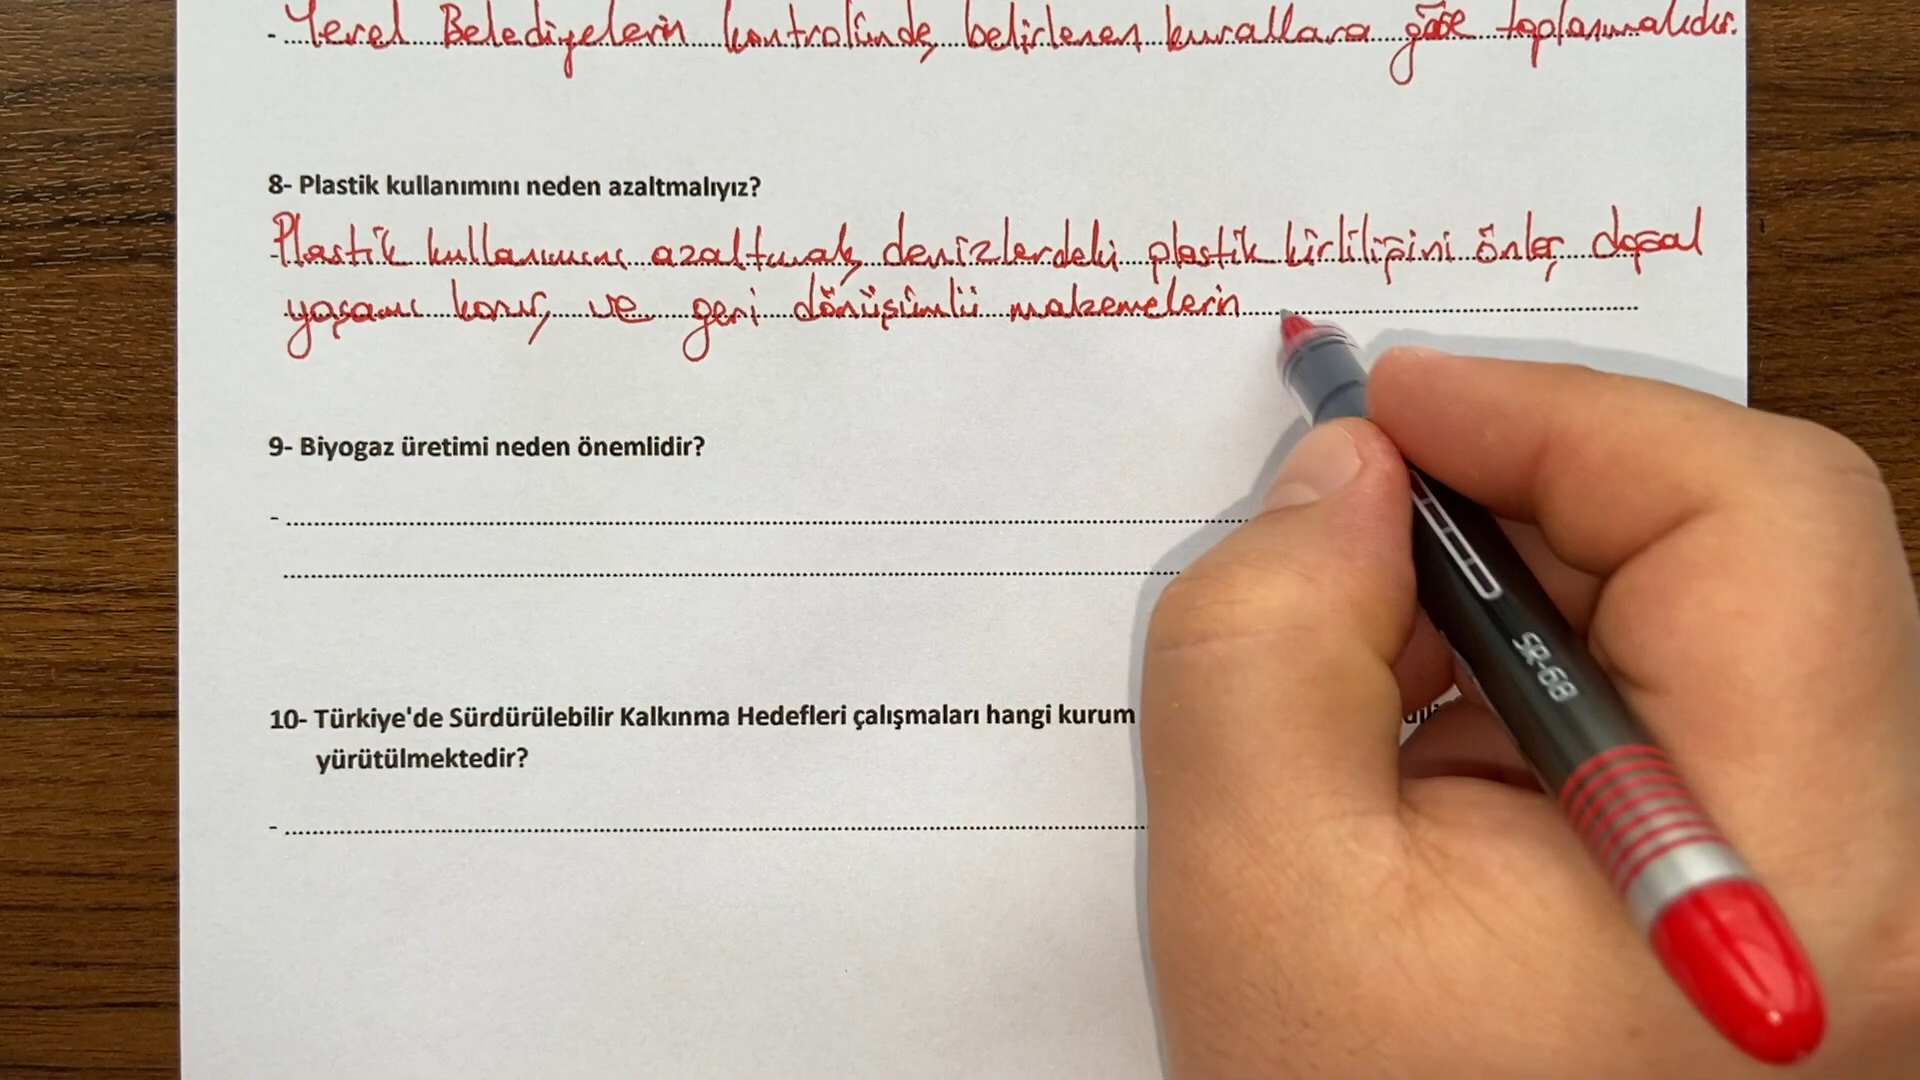 - Yerel Belediyelerin kontrolünde, belirlenen kurallara göre toplanmalıdır.
8- Plastik kullanımını neden azaltmalıyız?
- Plastik kullanımını azaltmak, denizlerdeki plastik kirliliğini önler, doğal
yaşamı korur, ve geri dönüşümlü malzemelerin
9- Biyogaz üretimi neden önemlidir?
-
10- Türkiye'de Sürdürülebilir Kalkınma Hedefleri çalışmaları hangi kurum
yürütülmektedir?
-
SR-68